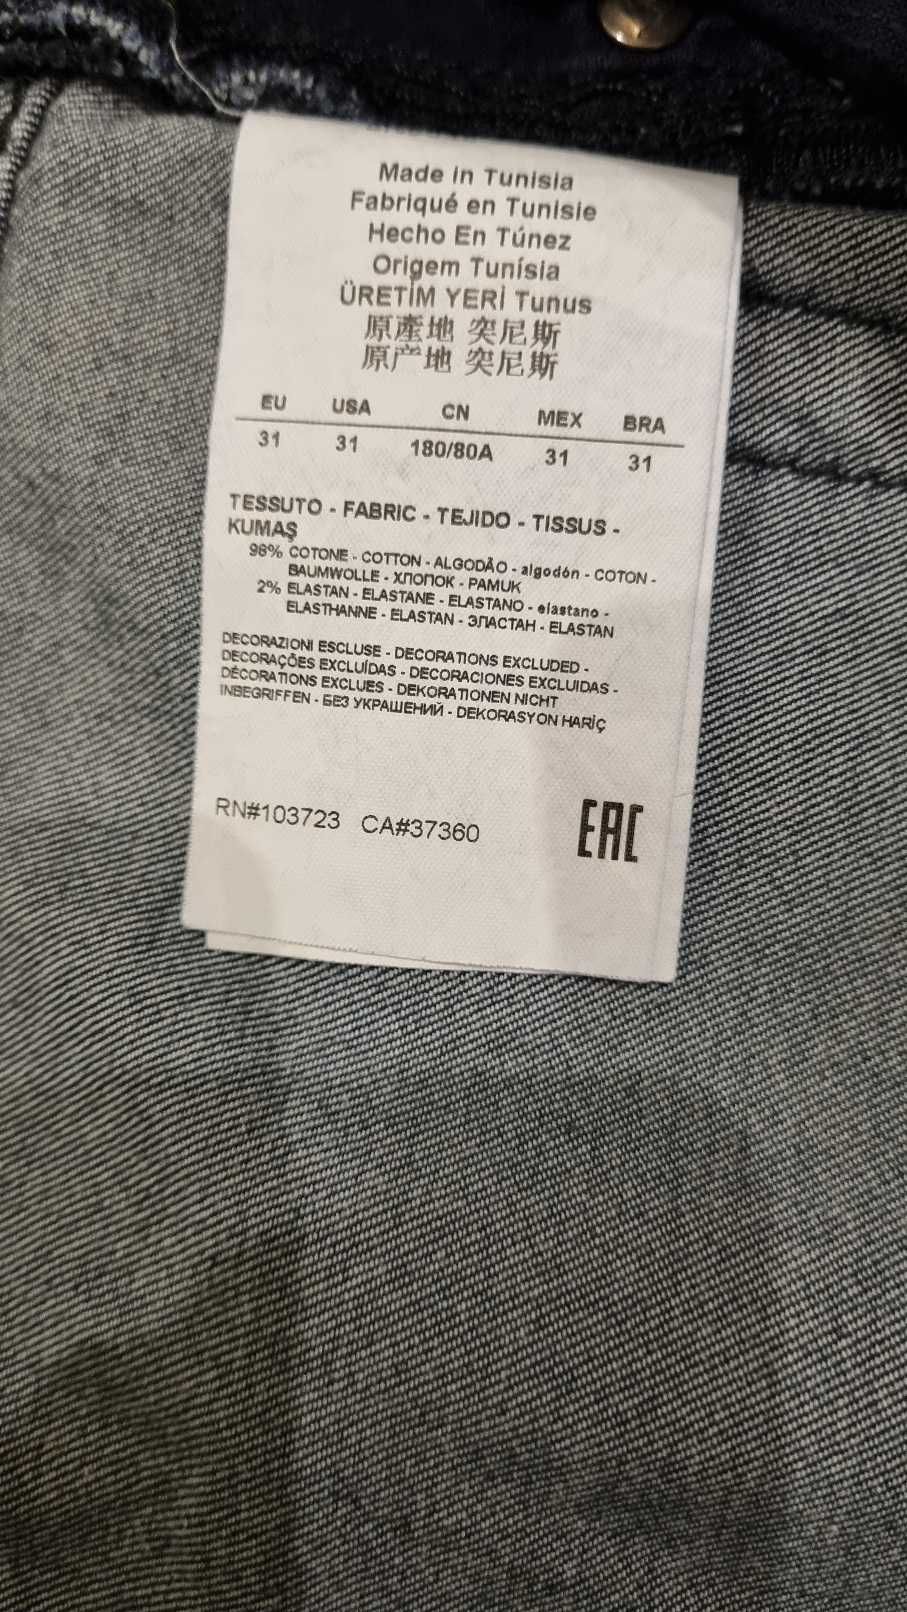 Made in Tunisia
Fabriqué en Tunisie
Hecho En Túnez
Origem Tunísia
ÜRETİM YERİ Tunus
原產地 突尼斯
原产地 突尼斯
EU USA CN MEX BRA
31 31 180/80A 31 31
TESSUTO - FABRIC - TEJIDO - TISSUS -
KUMAŞ
98% COTONE - COTTON - ALGODÃO - algodón - COTON -
BAUMWOLLE - ХЛОПОК - PAMUK
2% ELASTAN - ELASTANE - ELASTANO - elastano -
ELASTHANNE - ELASTAN - ЭЛАСТАН - ELASTAN
DECORAZIONI ESCLUSE - DECORATIONS EXCLUDED -
DECORAÇÕES EXCLUÍDAS - DECORACIONES EXCLUIDAS -
DÉCORATIONS EXCLUES - DEKORATIONEN NICHT
INBEGRIFFEN - БЕЗ УКРАШЕНИЙ - DEKORASYON HARİÇ
RN#103723 CA#37360 EAC